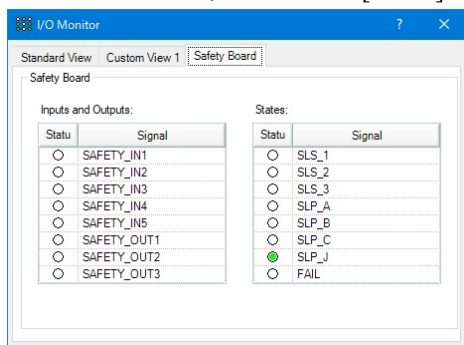 I/O Monitor ? ×
Standard View Custom View 1 Safety Board
Safety Board
Inputs and Outputs: States:
Statu Signal Statu Signal
SAFETY_IN1 SLS_1
SAFETY_IN2 SLS_2
SAFETY_IN3 SLS_3
SAFETY_IN4 SLP_A
SAFETY_IN5 SLP_B
SAFETY_OUT1 SLP_C
SAFETY_OUT2 SLP_J
SAFETY_OUT3 FAIL